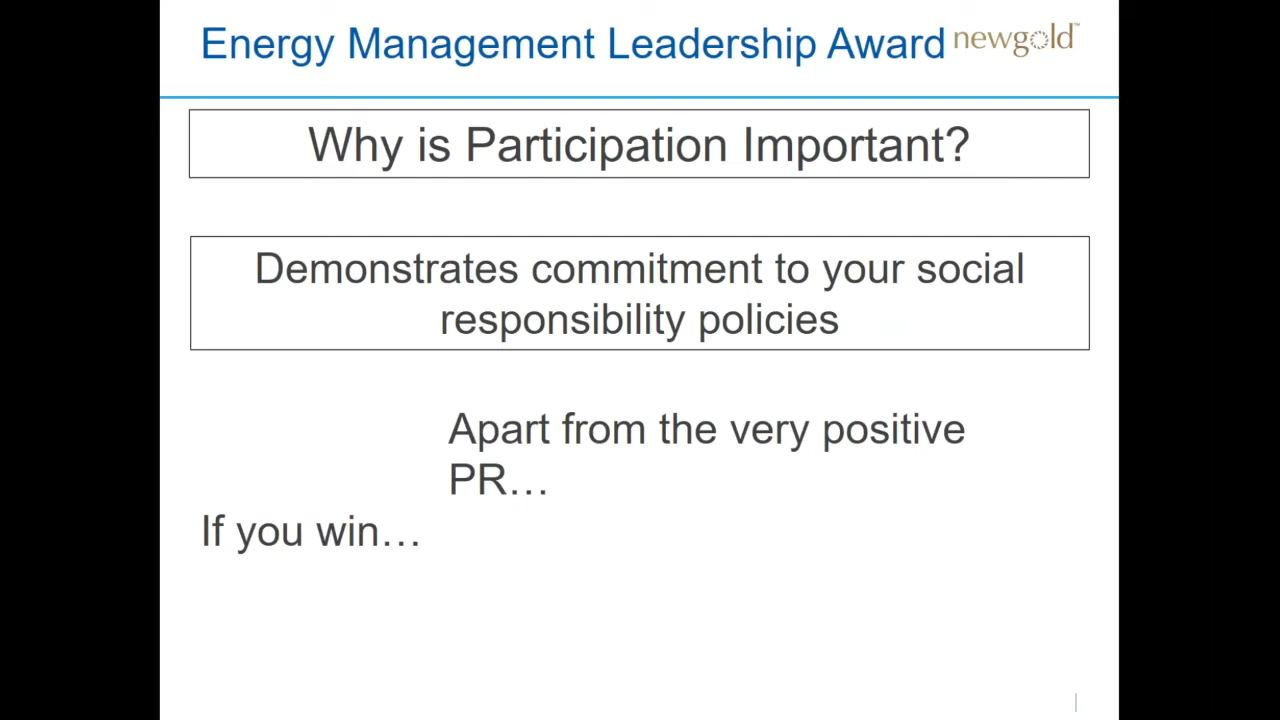 Energy Management Leadership Award
newgold™
Why is Participation Important?
Demonstrates commitment to your social
responsibility policies
Apart from the very positive
PR…
If you win…